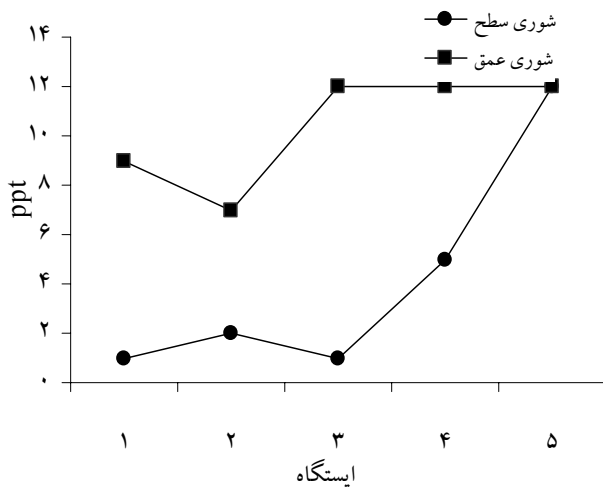 شوری سطح
شوری عمق
۱۴
۱۲
۱۰
۸
۶
۴
۲
۰
ppt
۱ ۲ ۳ ۴ ۵
ایستگاه